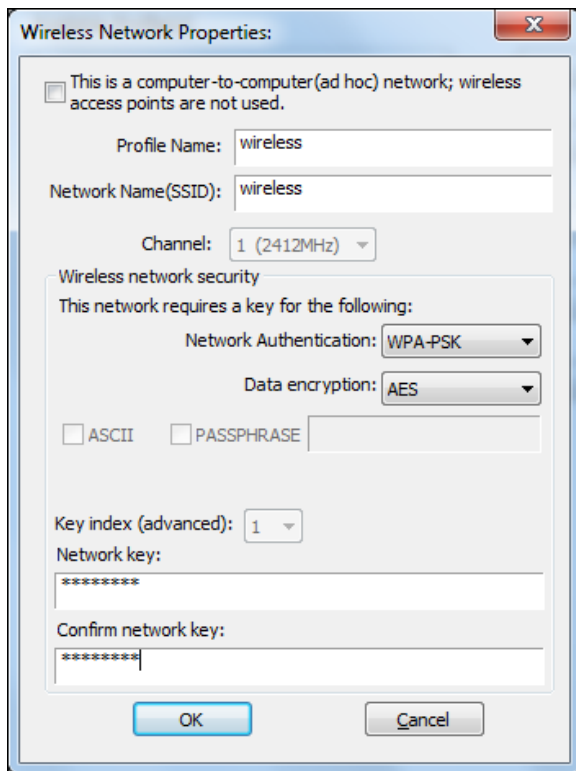 Wireless Network Properties:
This is a computer-to-computer(ad hoc) network; wireless
access points are not used.
Profile Name: wireless
Network Name(SSID): wireless
Channel: 1 (2412MHz)
Wireless network security
This network requires a key for the following:
Network Authentication: WPA-PSK
Data encryption: AES
ASCII PASSPHRASE
Key index (advanced): 1
Network key:
********
Confirm network key:
********
OK Cancel